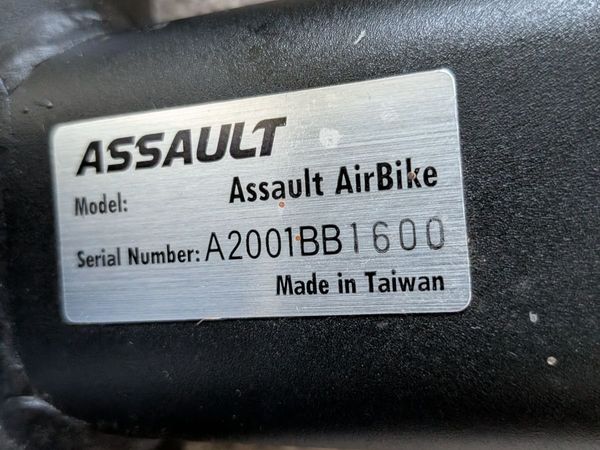 ASSAULT
Model: Assault AirBike
Serial Number: A2001BB1600
Made in Taiwan